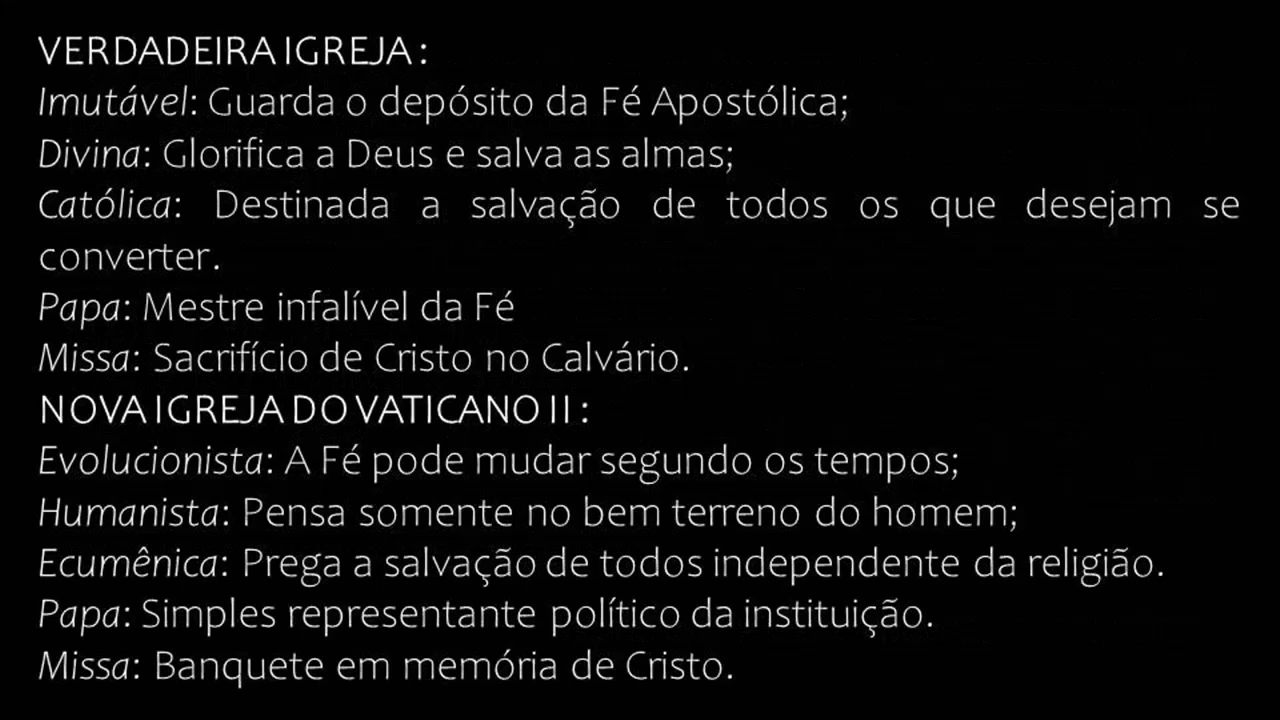 VERDADEIRA IGREJA :
Imutável: Guarda o depósito da Fé Apostólica;
Divina: Glorifica a Deus e salva as almas;
Católica: Destinada a salvação de todos os que desejam se
converter.
Papa: Mestre infalível da Fé
Missa: Sacrifício de Cristo no Calvário.
NOVA IGREJA DO VATICANO II :
Evolucionista: A Fé pode mudar segundo os tempos;
Humanista: Pensa somente no bem terreno do homem;
Ecumênica: Prega a salvação de todos independente da religião.
Papa: Simples representante político da instituição.
Missa: Banquete em memória de Cristo.